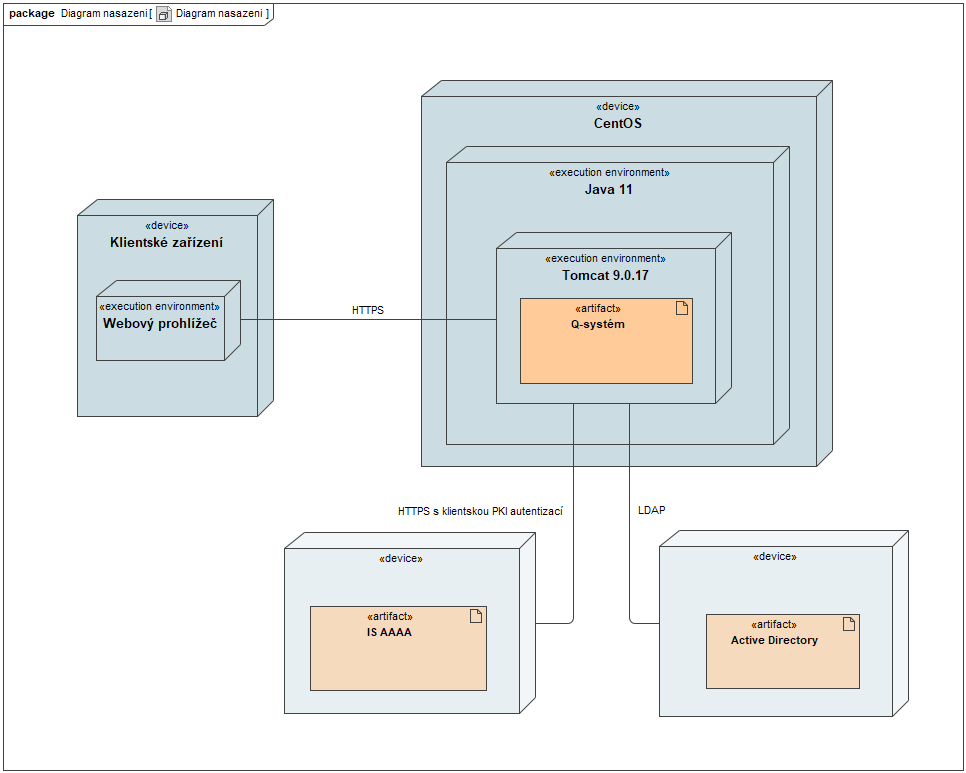 package Diagram nasazeni[ Diagram nasazeni ]
«device»
CentOS
«execution environment»
Java 11
«device»
Klientské zařízení
«execution environment»
Tomcat 9.0.17
«execution environment»
Webový prohlížeč
HTTPS
«artifact»
Q-systém
HTTPS s klientskou PKI autentizací
LDAP
«device»
«artifact»
IS AAAA
«device»
«artifact»
Active Directory